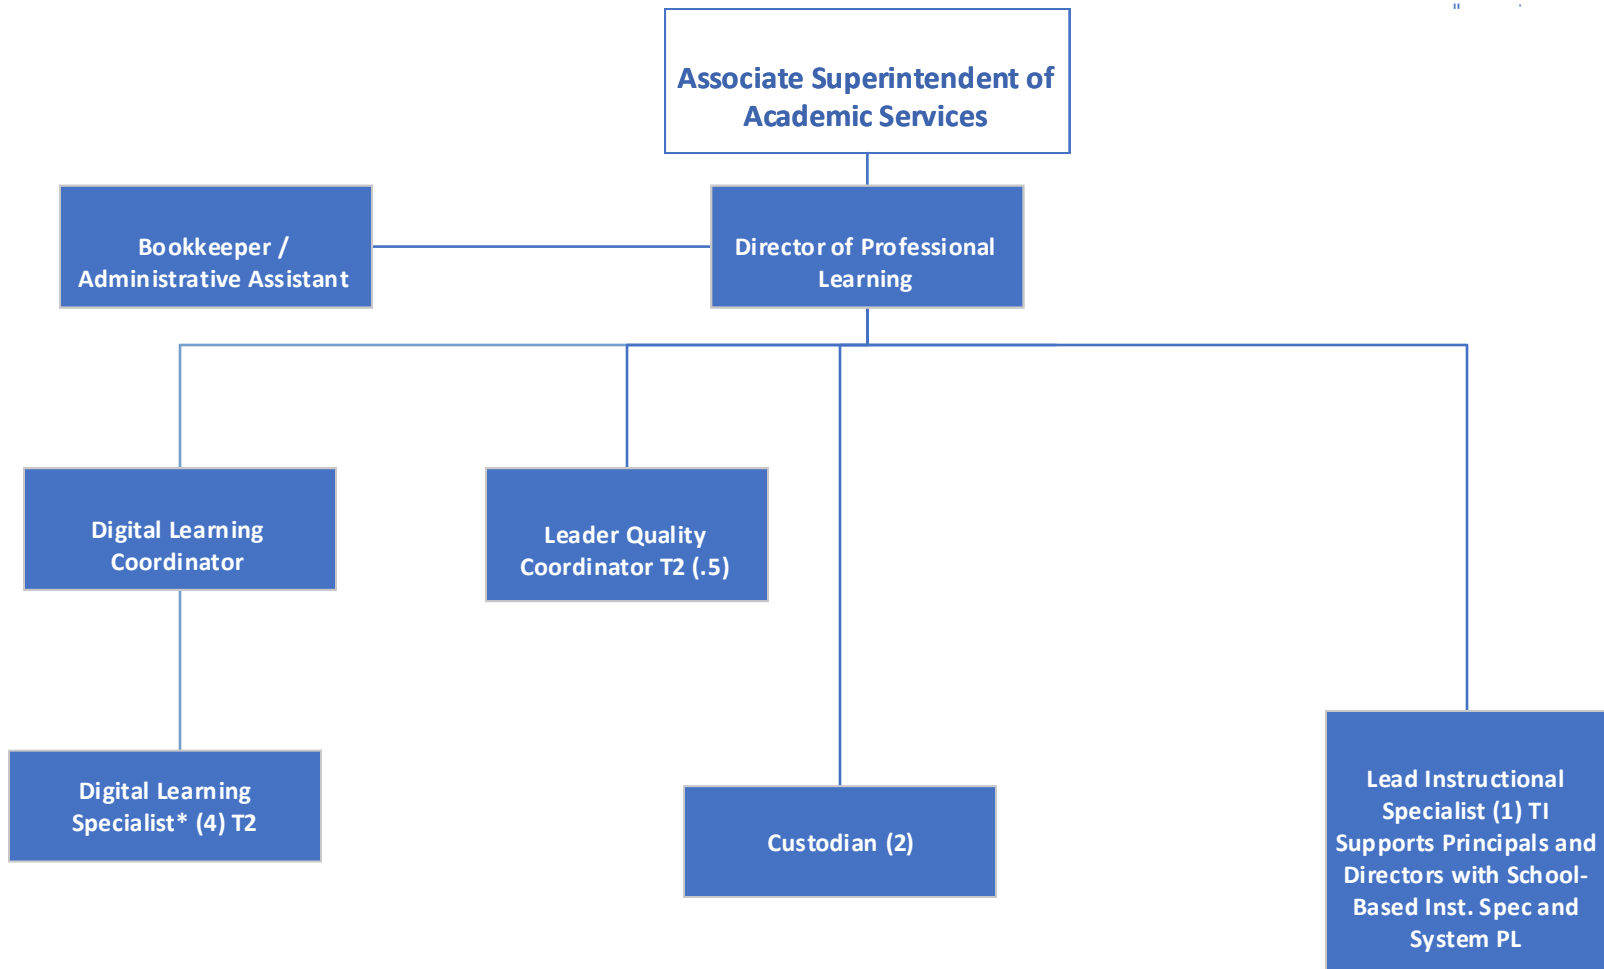 Associate Superintendent of
Academic Services
Bookkeeper /
Administrative Assistant
Director of Professional
Learning
Digital Learning
Coordinator
Leader Quality
Coordinator T2 (.5)
Digital Learning
Specialist* (4) T2
Custodian (2)
Lead Instructional
Specialist (1) TI
Supports Principals and
Directors with School-
Based Inst. Spec and
System PL